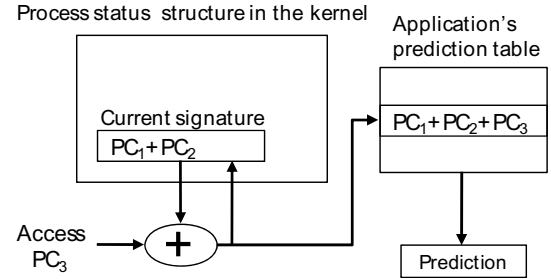 Process status structure in the kernel
Application's
prediction table
Current signature
PC₁+PC₂
PC₁+PC₂+PC₃
Access
PC₃
+
Prediction